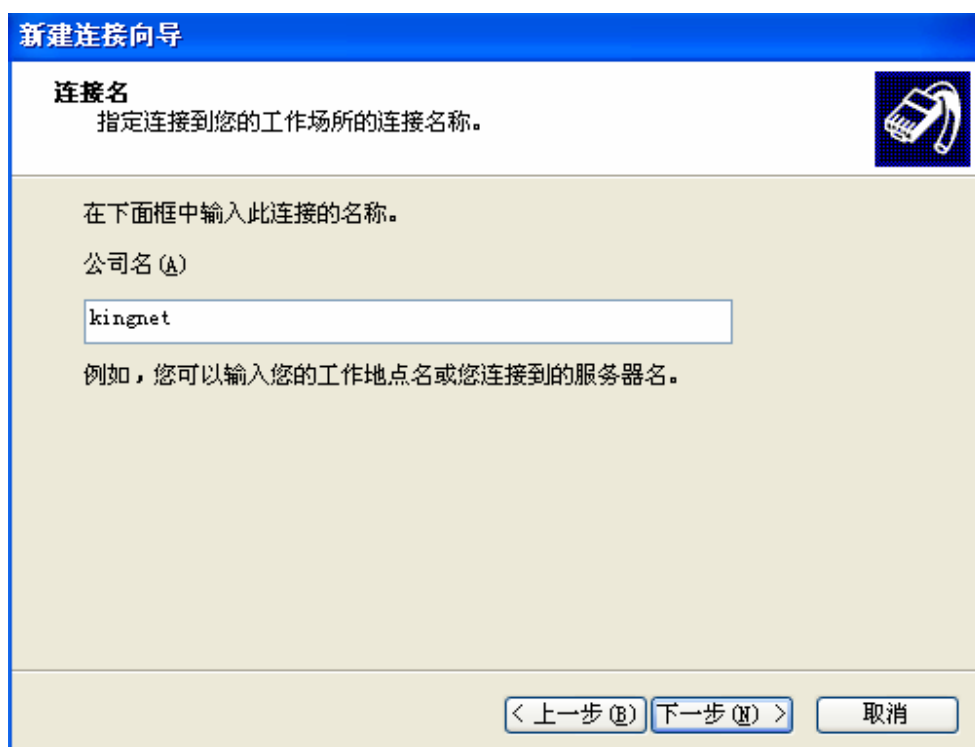 新建连接向导
连接名
指定连接到您的工作场所的连接名称。
在下面框中输入此连接的名称。
公司名(A)
kingnet
例如，您可以输入您的工作地点名或您连接到的服务器名。
< 上一步(B) 下一步(N) > 取消